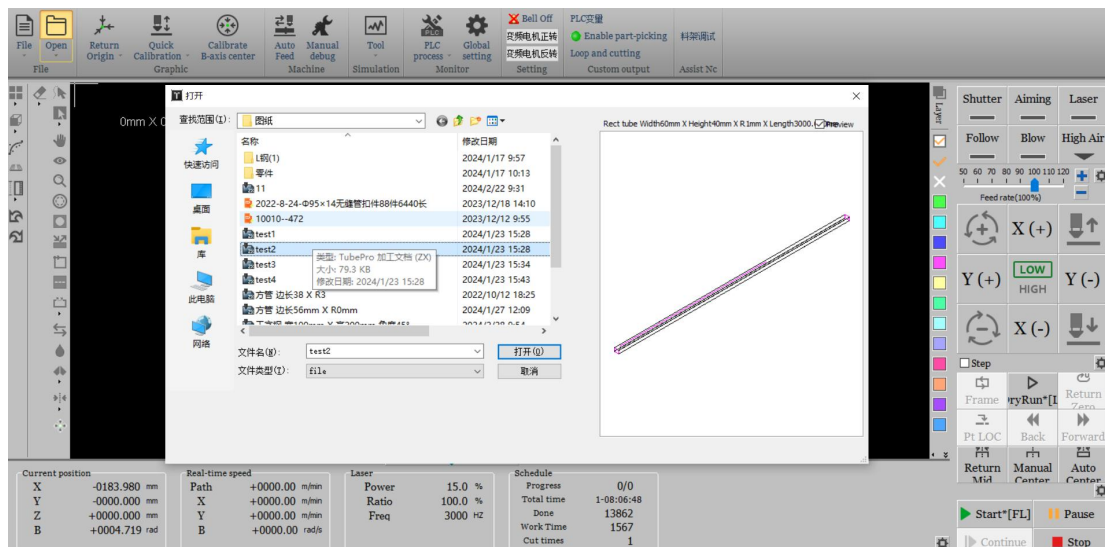 File
Open
Return Origin
Quick Calibration
Calibrate B-axis center
Auto Feed
Manual debug
Tool
PLC process
Global setting
Bell Off
变频电机正转
变频电机反转
PLC变量
Enable part-picking
Loop and cutting
料架调试
File
Graphic
Machine
Simulation
Monitor
Setting
Custom output
Assist Nc
0mm X
打开
查找范围(I):
图纸
Rect tube Width60mm X Height40mm X R1mm X Length3000.
Preview
名称
修改日期
L钢(1)
2024/1/17 9:57
零件
2024/1/17 10:13
11
2024/2/22 9:31
2022-8-24-Φ95×14无缝管扣件88件6440长
2023/12/18 14:10
10010--472
2023/12/12 9:55
test1
2024/1/23 15:28
test2
2024/1/23 15:28
test3
2024/1/23 15:34
test4
2024/1/23 15:43
方管 边长38 X R3
2022/10/12 18:25
方管 边长56mm X R0mm
2024/1/27 12:09
类型: TubePro 加工文档 (ZX)
大小: 79.3 KB
修改日期: 2024/1/23 15:28
快速访问
桌面
库
此电脑
网络
文件名(N):
test2
打开(O)
文件类型(T):
file
取消
Layer
Shutter
Aiming
Laser
Follow
Blow
High Air
50 60 70 80 90 100 110 120
Feed rate(100%)
X (+)
Y (+)
LOW
HIGH
Y (-)
X (-)
Step
Frame
ryRun*[L
Return Zero
Pt LOC
Back
Forward
Return Mid
Manual Center
Auto Center
Start*[FL]
Pause
Continue
Stop
Current position
X -0183.980 mm
Y -0000.000 mm
Z +0000.000 mm
B +0004.719 rad
Real-time speed
Path +0000.00 m/min
X +0000.00 m/min
Y +0000.00 m/min
B +0000.00 rad/s
Laser
Power 15.0 %
Ratio 100.0 %
Freq 3000 HZ
Schedule
Progress 0/0
Total time 1-08:06:48
Done 13862
Work Time 1567
Cut times 1